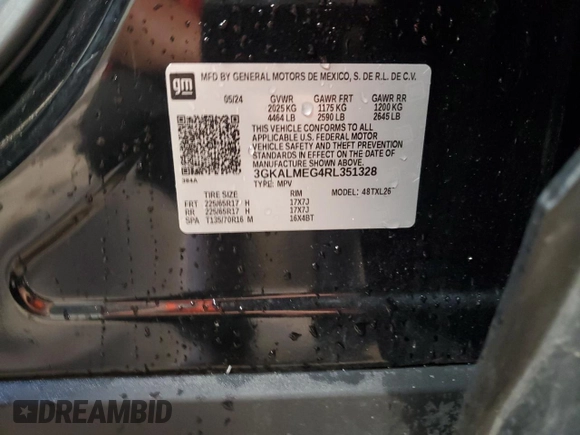 gm
MFD BY GENERAL MOTORS DE MEXICO, S. DE R.L. DE C.V.
05/24 GVWR GAWR FRT GAWR RR
2025 KG 1175 KG 1200 KG
4464 LB 2590 LB 2645 LB
THIS VEHICLE CONFORMS TO ALL
APPLICABLE U.S. FEDERAL MOTOR
VEHICLE SAFETY AND THEFT PREVENTION
STANDARDS IN EFFECT ON THE DATE OF
MANUFACTURE SHOWN ABOVE.
3GKALMEG4RL351328
TYPE: MPV MODEL: 48TXL26
TIRE SIZE RIM
FRT 225/65R17 H 17X7J
RR 225/65R17 H 17X7J
SPA T135/70R16 M 16X4BT
DREAMBID